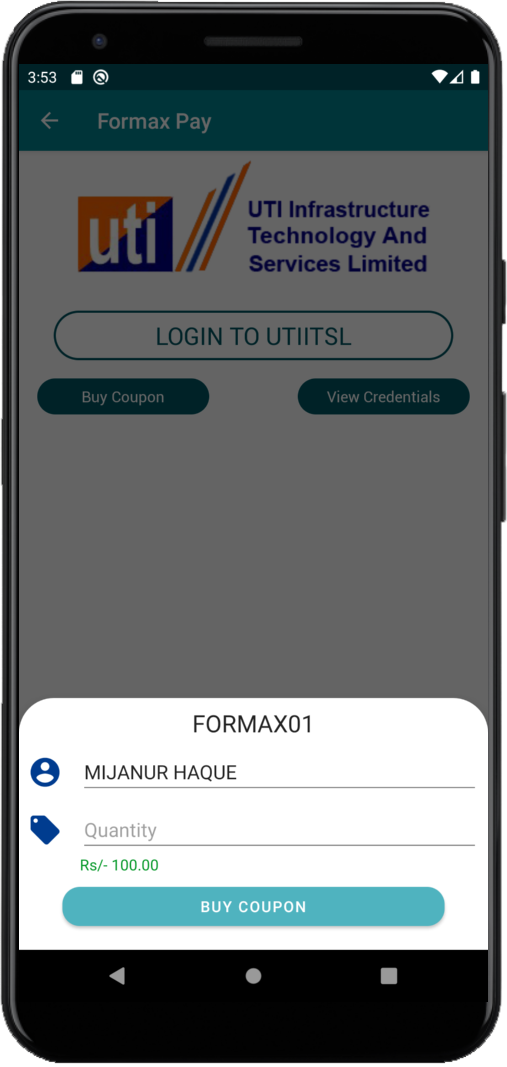 3:53
Formax Pay
uti
UTI Infrastructure
Technology And
Services Limited
LOGIN TO UTIITSL
Buy Coupon
View Credentials
FORMAX01
MIJANUR HAQUE
Quantity
Rs/- 100.00
BUY COUPON